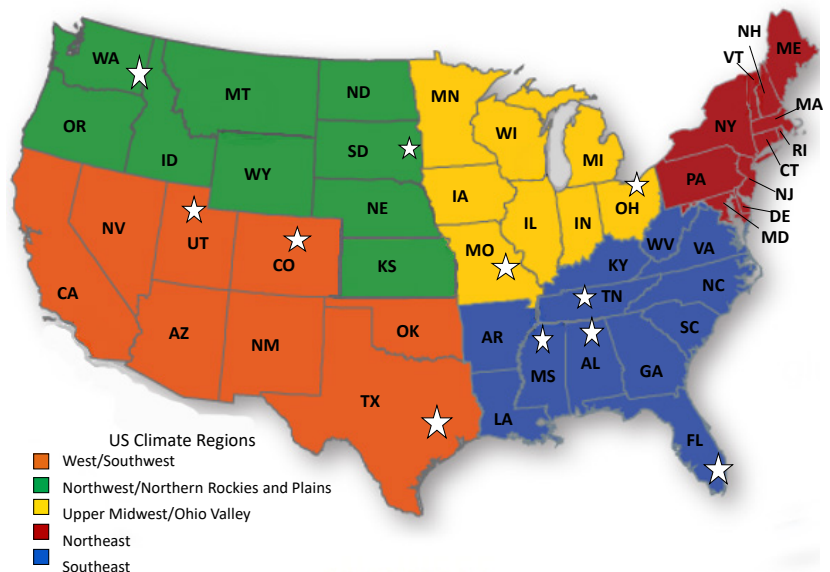 NH
ME
VT
WA
MT
ND
MN
MA
OR
WI
NY
RI
SD
MI
ID
CT
WY
PA
NJ
IA
NE
OH
DE
NV
IL
IN
MD
UT
MO
WV
VA
CO
KS
KY
CA
NC
TN
AZ
OK
AR
SC
NM
MS
AL
GA
TX
LA
FL
US Climate Regions
West/Southwest
Northwest/Northern Rockies and Plains
Upper Midwest/Ohio Valley
Northeast
Southeast